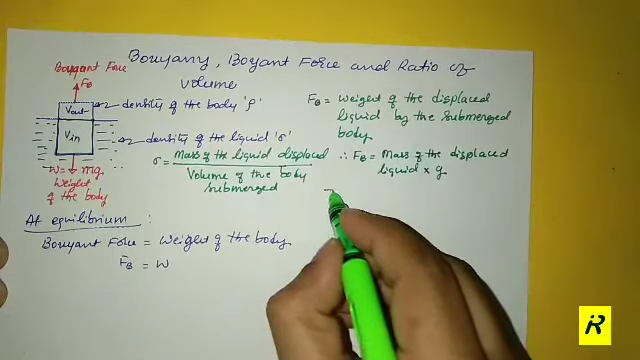 Bouyany, Boyant Force and Ratio of
volume
Bouyant Force
FB
Vout
density of the body 'ρ'
Vin
density of the liquid 'σ'
W = mg
Weight
of the body
σ = Mass of the liquid displaced
Volume of the body
submerged
FB = weight of the displaced
liquid by the submerged
body
∴ FB = Mass of the displaced
liquid x g
At equilibrium :
Bouyant Force = Weight of the body
FB = W
iR